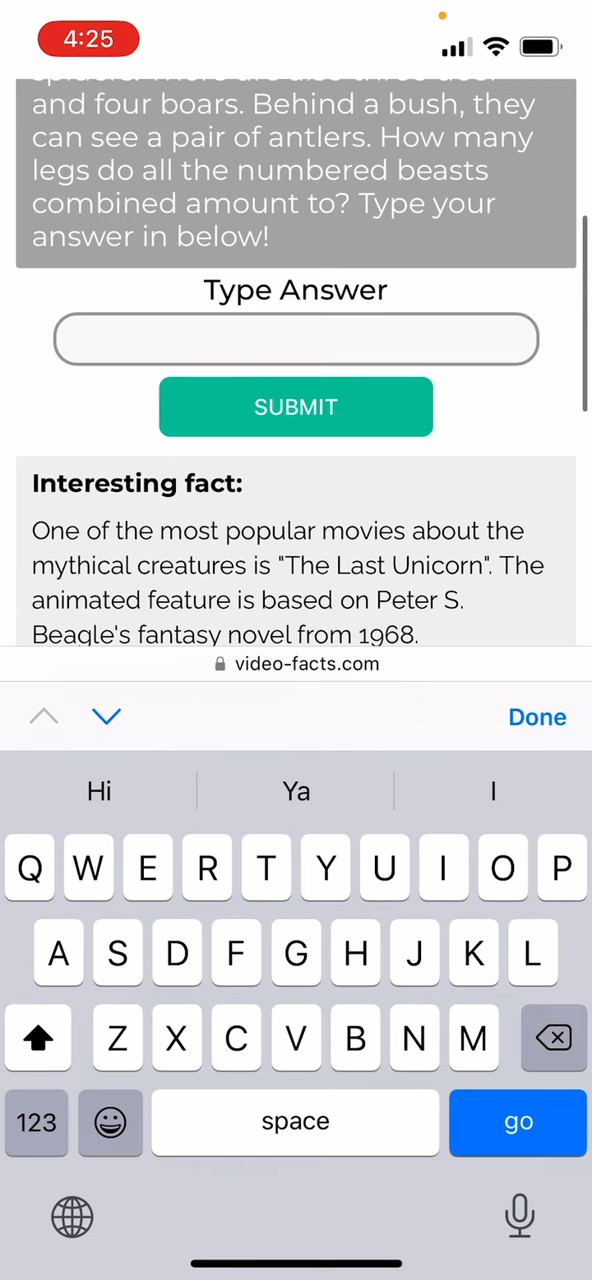 4:25
and four boars. Behind a bush, they
can see a pair of antlers. How many
legs do all the numbered beasts
combined amount to? Type your
answer in below!
Type Answer
SUBMIT
Interesting fact:
One of the most popular movies about the
mythical creatures is "The Last Unicorn". The
animated feature is based on Peter S.
Beagle's fantasy novel from 1968.
video-facts.com
Done
Hi Ya I
Q W E R T Y U I O P
A S D F G H J K L
Z X C V B N M
123 space go